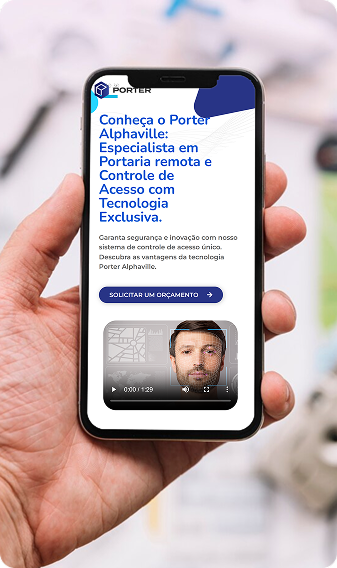 PORTER
Conheça o Porter
Alphaville:
Especialista em
Portaria remota e
Controle de
Acesso com
Tecnologia
Exclusiva.
Garanta segurança e inovação com nosso
sistema de controle de acesso único.
Descubra as vantagens da tecnologia
Porter Alphaville.
SOLICITAR UM ORÇAMENTO →
0:00 / 1:29